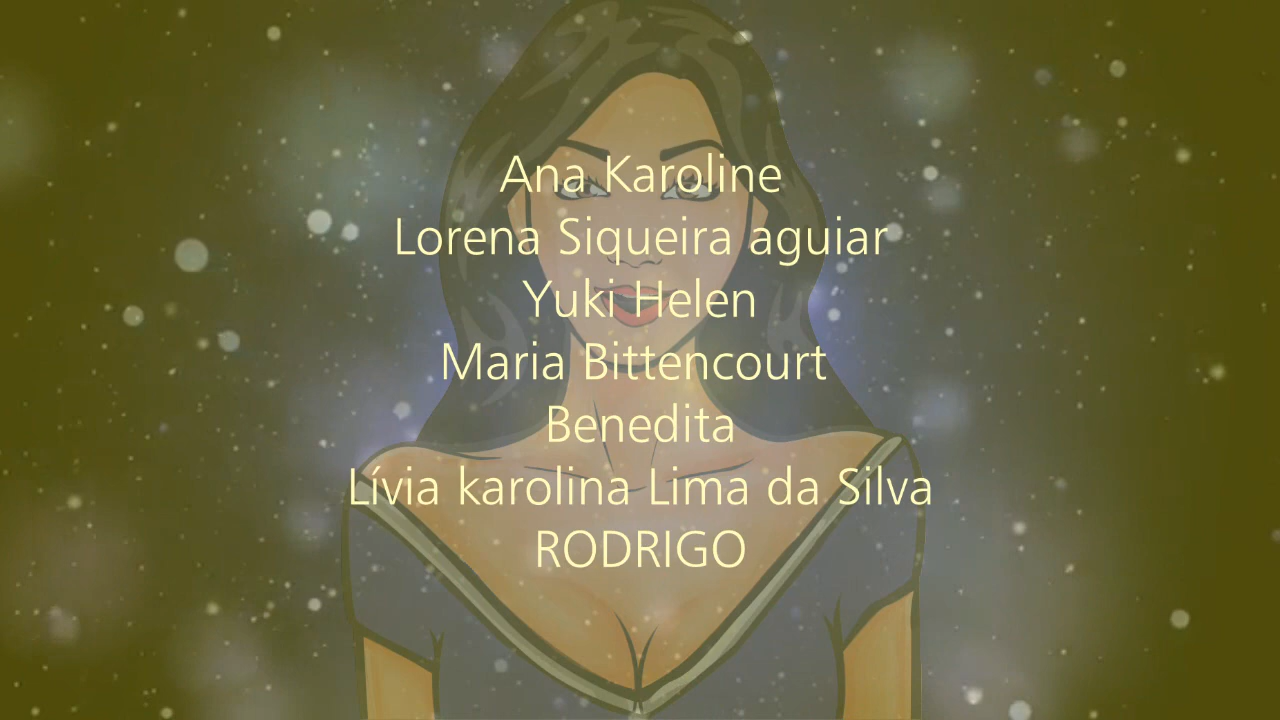 Ana Karoline
Lorena Siqueira aguiar
Yuki Helen
Maria Bittencourt
Benedita
Lívia karolina Lima da Silva
RODRIGO